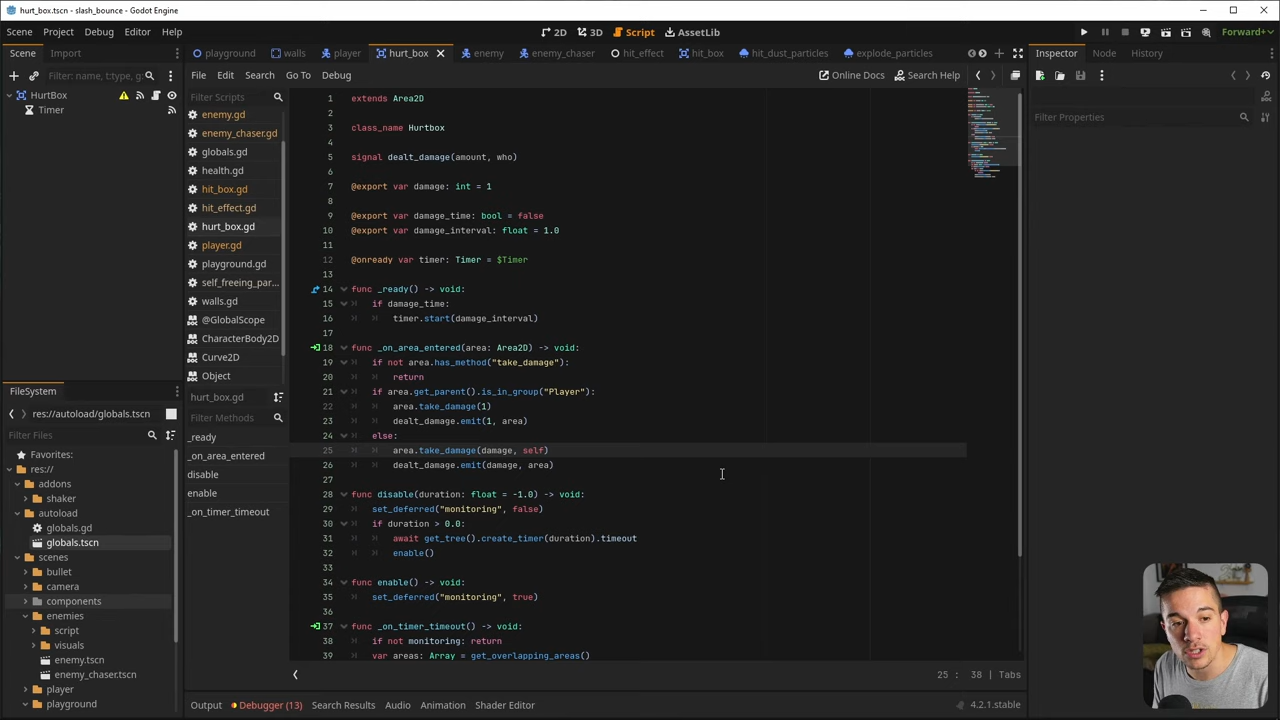 hurt_box.tscn - slash_bounce - Godot Engine
Scene Project Debug Editor Help
2D 3D Script AssetLib
Forward+
Scene Import
playground walls player hurt_box enemy enemy_chaser hit_effect hit_box hit_dust_particles explode_particles
Inspector Node History
Filter: name, t:type, g:
File Edit Search Go To Debug
Online Docs Search Help
HurtBox
Timer
Filter Scripts
enemy.gd
enemy_chaser.gd
globals.gd
health.gd
hit_box.gd
hit_effect.gd
hurt_box.gd
player.gd
playground.gd
self_freeing_par...
walls.gd
@GlobalScope
CharacterBody2D
Curve2D
Object
hurt_box.gd
Filter Methods
_ready
_on_area_entered
disable
enable
_on_timer_timeout
1 extends Area2D
2
3 class_name Hurtbox
4
5 signal dealt_damage(amount, who)
6
7 @export var damage: int = 1
8
9 @export var damage_time: bool = false
10 @export var damage_interval: float = 1.0
11
12 @onready var timer: Timer = $Timer
13
14 func _ready() -> void:
15 if damage_time:
16 timer.start(damage_interval)
17
18 func _on_area_entered(area: Area2D) -> void:
19 if not area.has_method("take_damage"):
20 return
21 if area.get_parent().is_in_group("Player"):
22 area.take_damage(1)
23 dealt_damage.emit(1, area)
24 else:
25 area.take_damage(damage, self)
26 dealt_damage.emit(damage, area)
27
28 func disable(duration: float = -1.0) -> void:
29 set_deferred("monitoring", false)
30 if duration > 0.0:
31 await get_tree().create_timer(duration).timeout
32 enable()
33
34 func enable() -> void:
35 set_deferred("monitoring", true)
36
37 func _on_timer_timeout() -> void:
38 if not monitoring: return
39 var areas: Array = get_overlapping_areas()
25 : 38 | Tabs
Filter Properties
FileSystem
res://autoload/globals.tscn
Filter Files
Favorites:
res://
addons
shaker
autoload
globals.gd
globals.tscn
scenes
bullet
camera
components
enemies
script
visuals
enemy.tscn
enemy_chaser.tscn
player
playground
Output Debugger (13) Search Results Audio Animation Shader Editor
4.2.1.stable